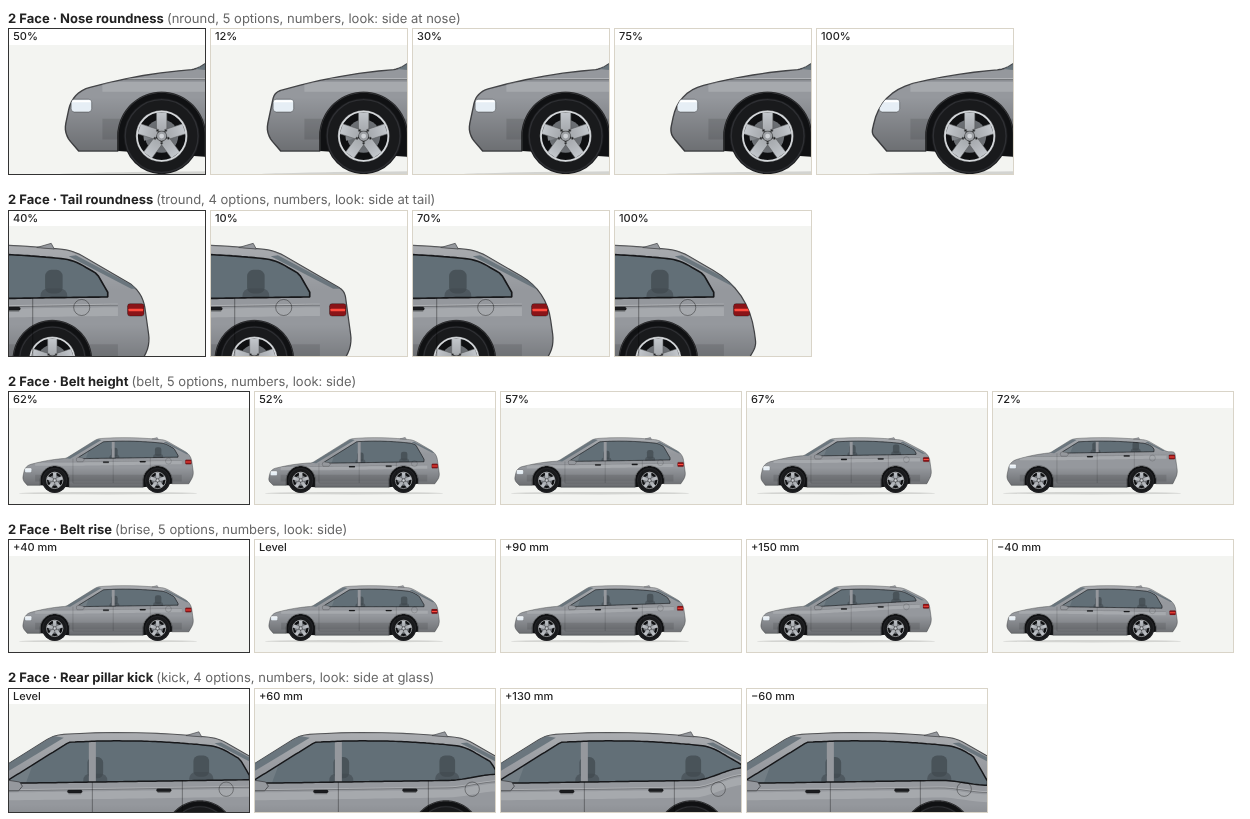 2 Face · Nose roundness (nround, 5 options, numbers, look: side at nose)
50% 12% 30% 75% 100%
2 Face · Tail roundness (tround, 4 options, numbers, look: side at tail)
40% 10% 70% 100%
2 Face · Belt height (belt, 5 options, numbers, look: side)
62% 52% 57% 67% 72%
2 Face · Belt rise (brise, 5 options, numbers, look: side)
+40 mm Level +90 mm +150 mm −40 mm
2 Face · Rear pillar kick (kick, 4 options, numbers, look: side at glass)
Level +60 mm +130 mm −60 mm